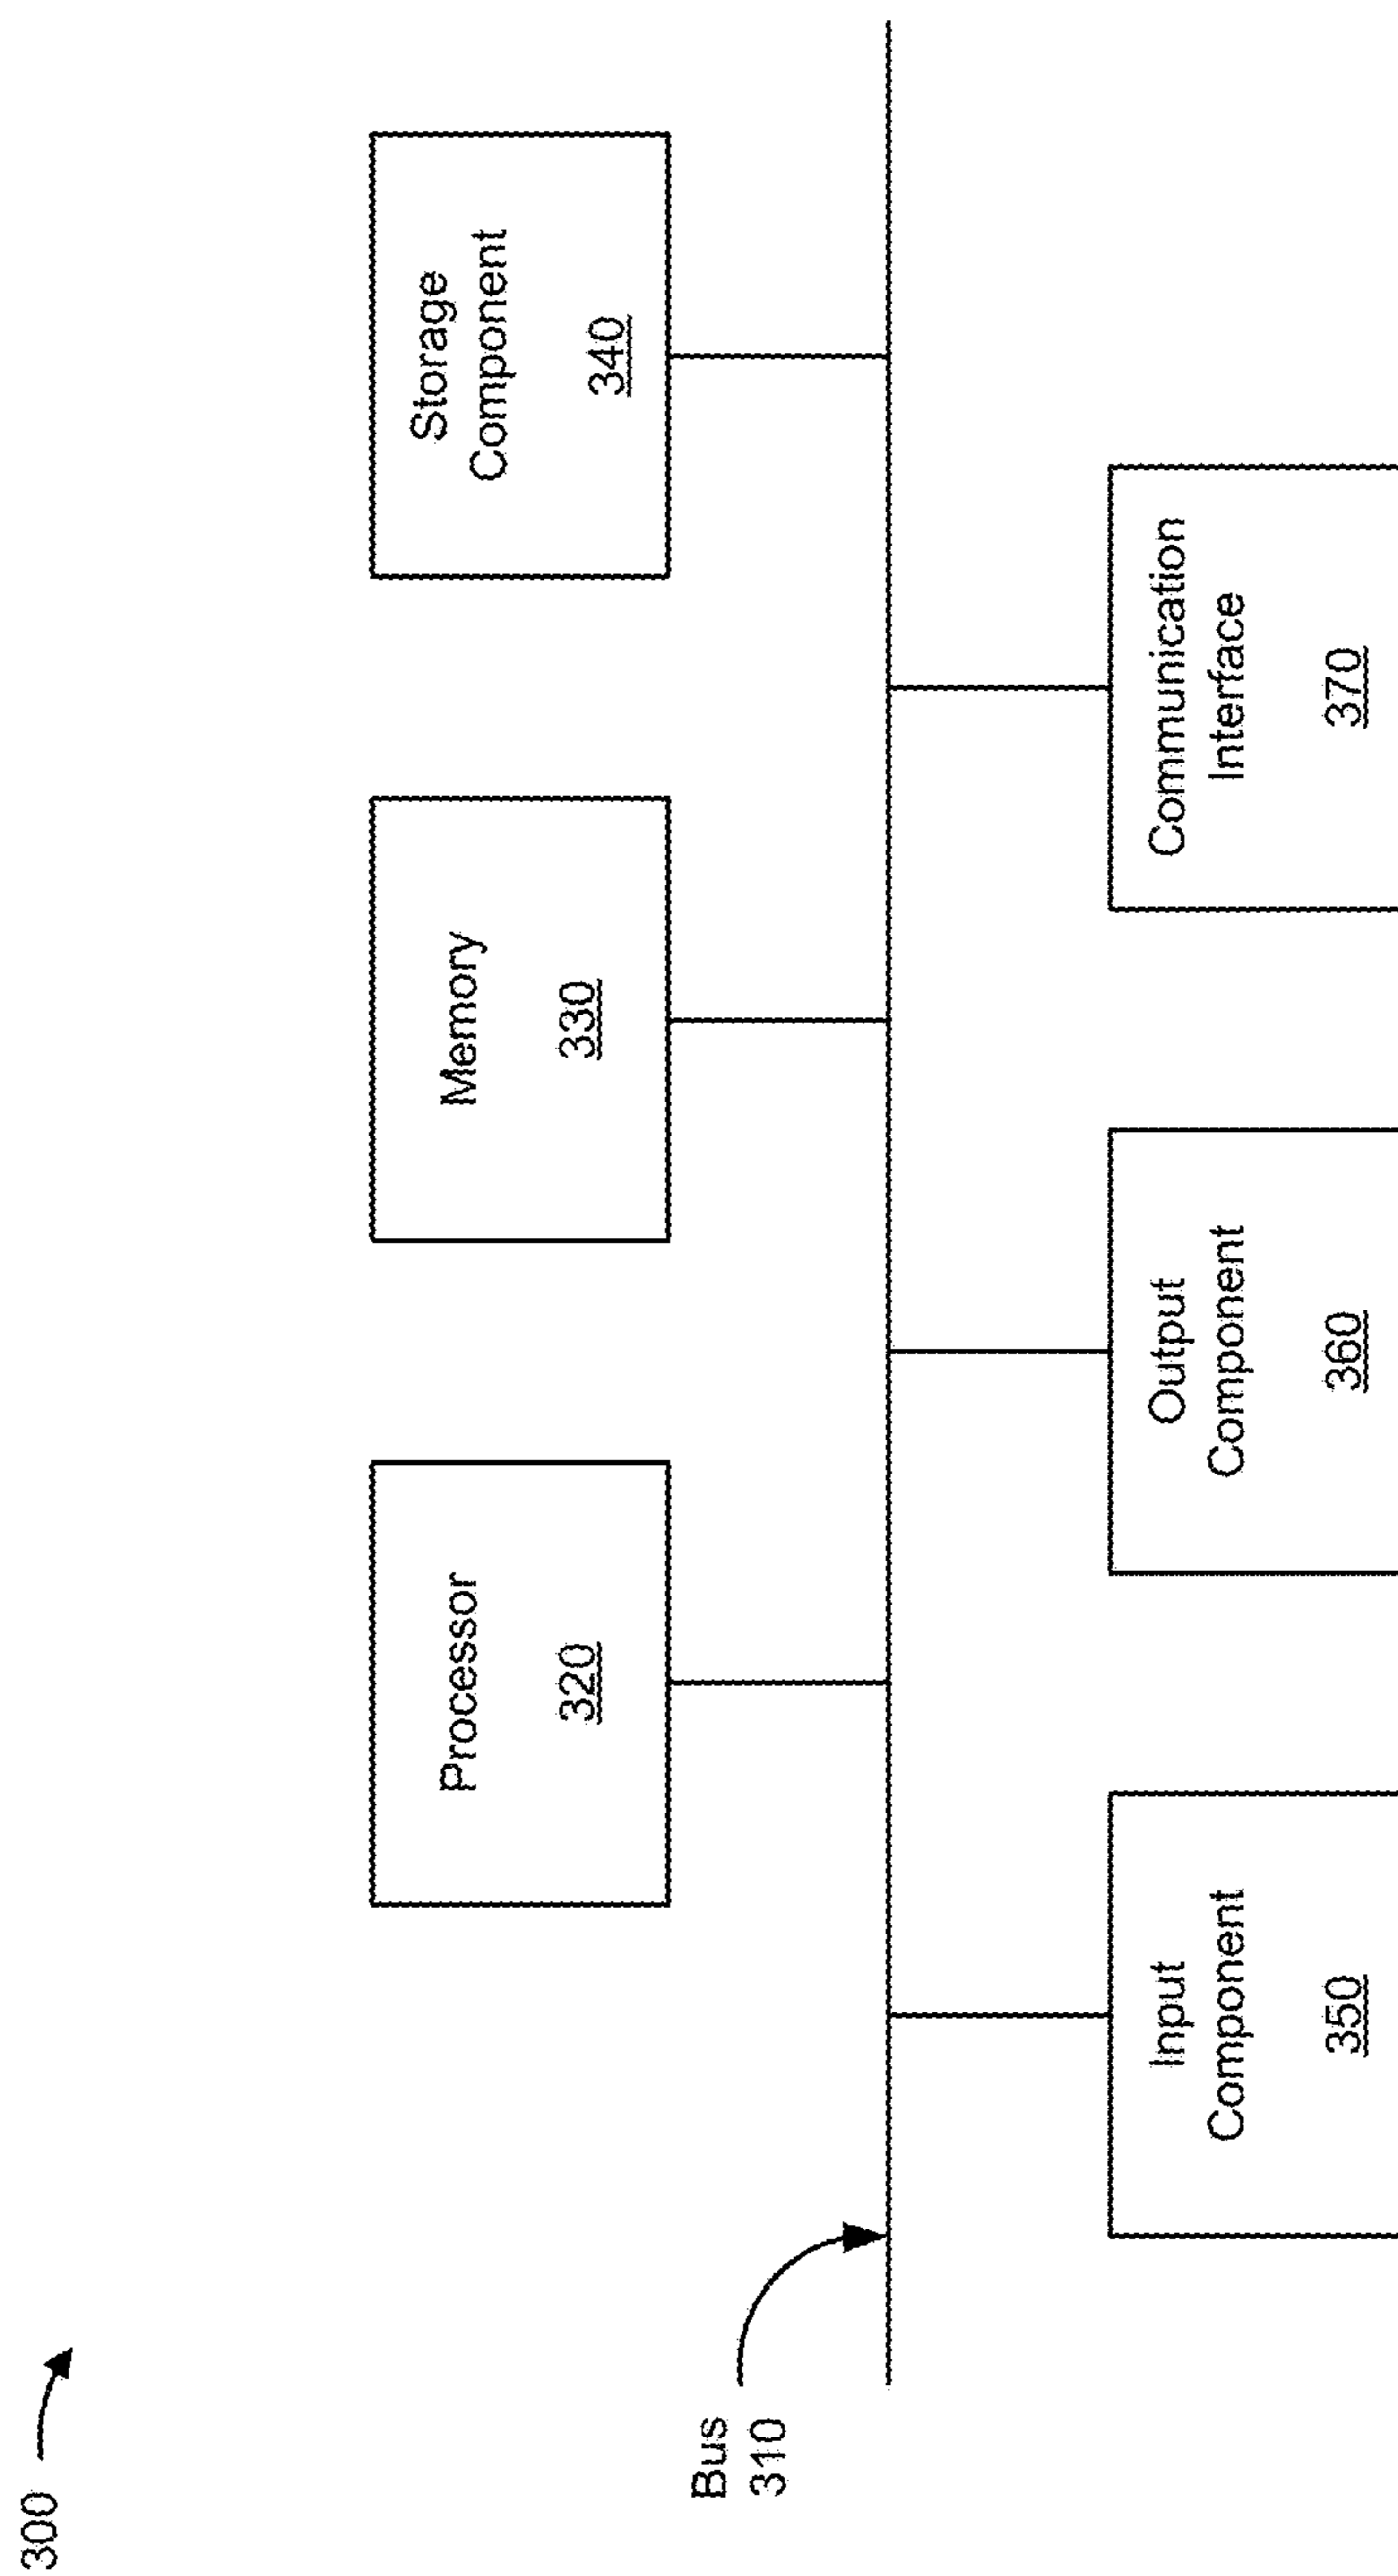 300
Bus
310
Processor
320
Memory
330
Storage
Component
340
Input
Component
350
Output
Component
360
Communication
Interface
370